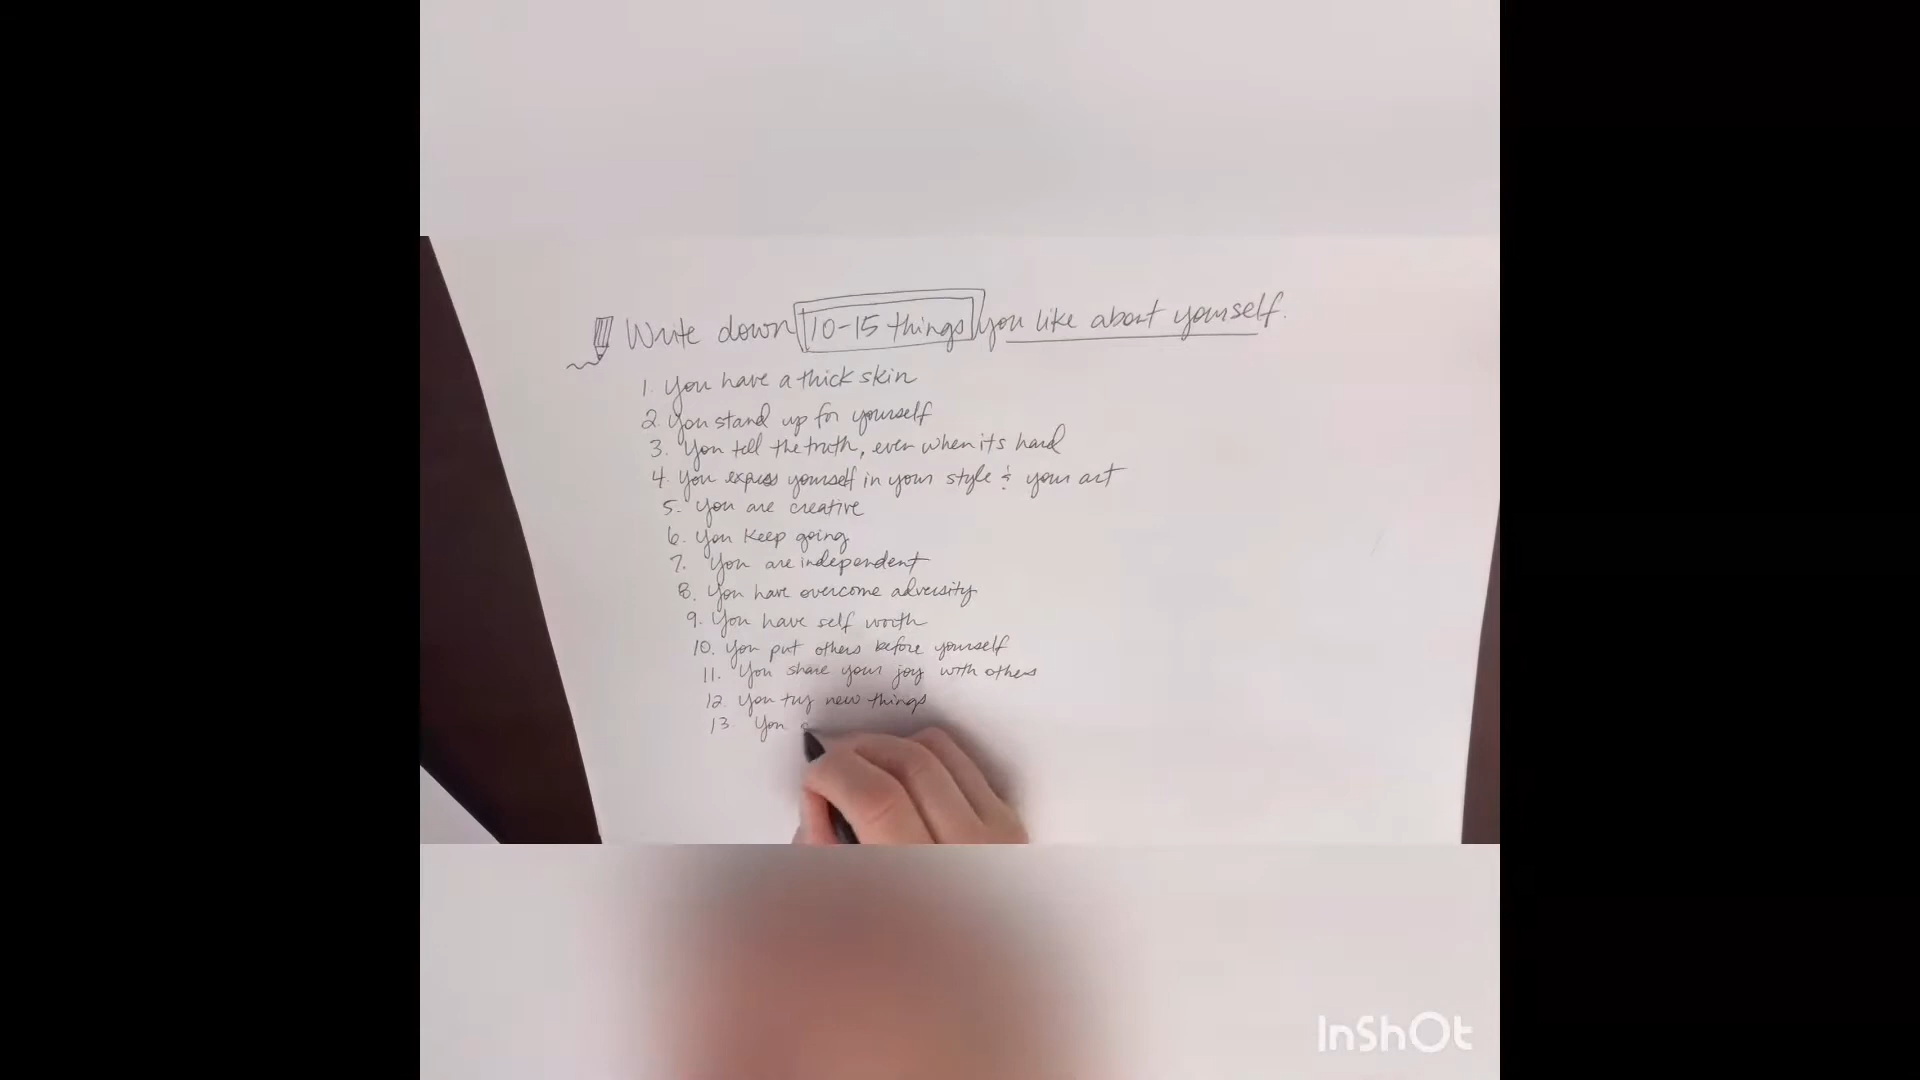 Write down 10-15 things you like about yourself.
1. You have a thick skin
2. You stand up for yourself
3. You tell the truth, even when its hard
4. You express yourself in your style & your art
5. You are creative
6. You keep going
7. You are independent
8. You have overcome adversity
9. You have self worth
10. You put others before yourself
11. You share your joy with others
12. You try new things
13 You
InShOt